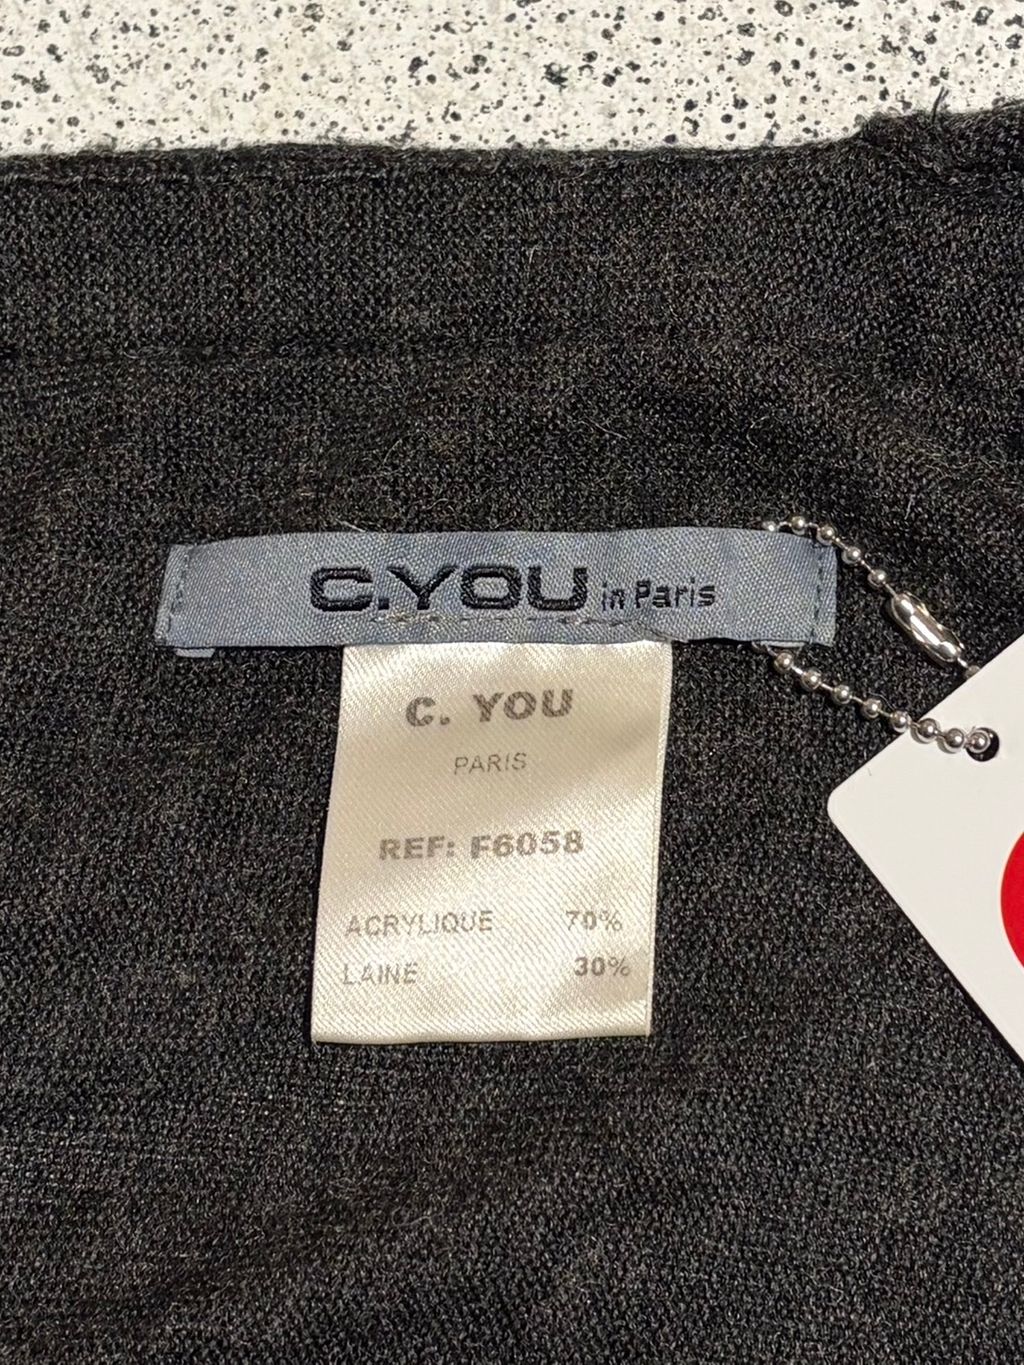 C.YOU in Paris
C. YOU
PARIS
REF: F6058
ACRYLIQUE 70%
LAINE 30%